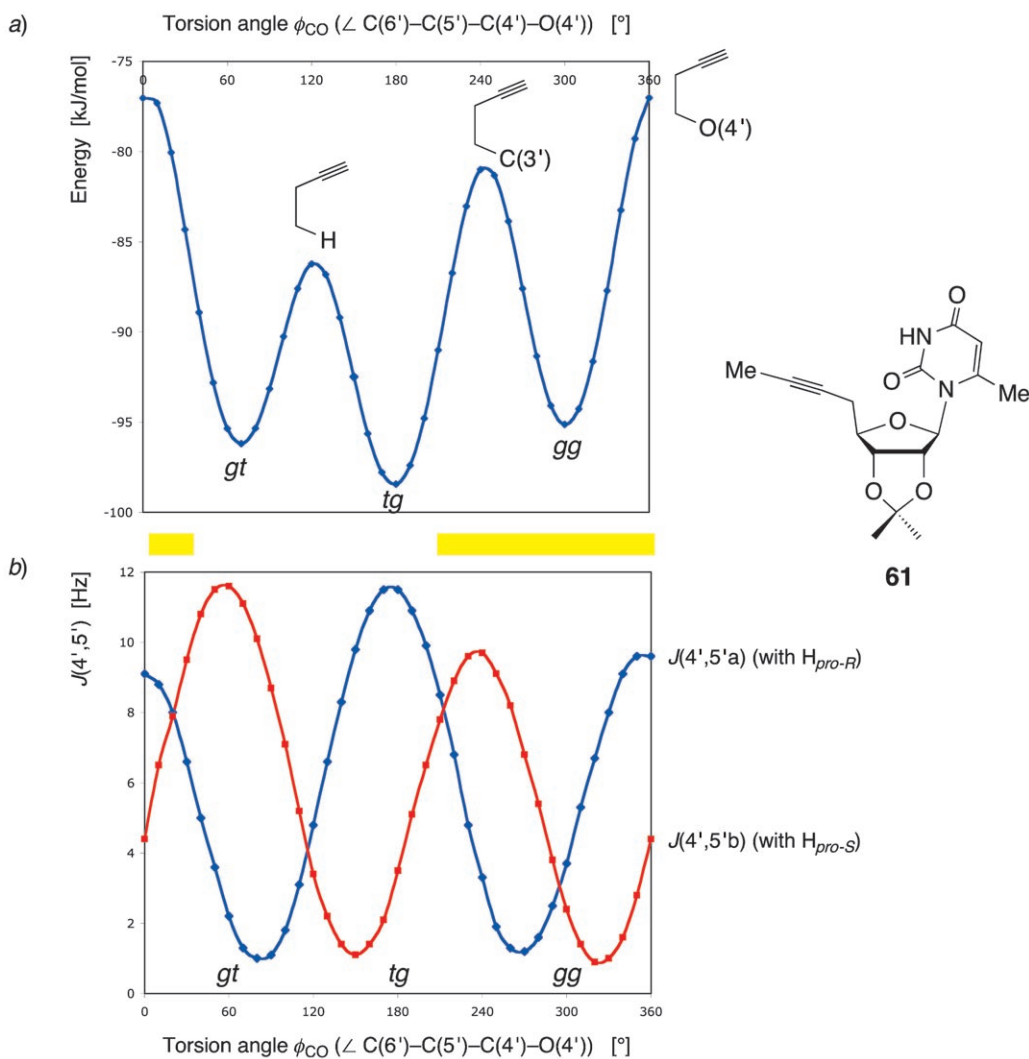 a)
Torsion angle ϕCO (∠ C(6')–C(5')–C(4')–O(4')) [°]
Energy [kJ/mol]
-75
-80
-85
-90
-95
-100
0 60 120 180 240 300 360
H
C(3')
O(4')
gt
tg
gg
O
NH
O
N
Me
Me
O
O
O
61
b)
J(4',5') [Hz]
12
10
8
6
4
2
0
J(4',5'a) (with Hpro-R)
J(4',5'b) (with Hpro-S)
gt
tg
gg
0 60 120 180 240 300 360
Torsion angle ϕCO (∠ C(6')–C(5')–C(4')–O(4')) [°]